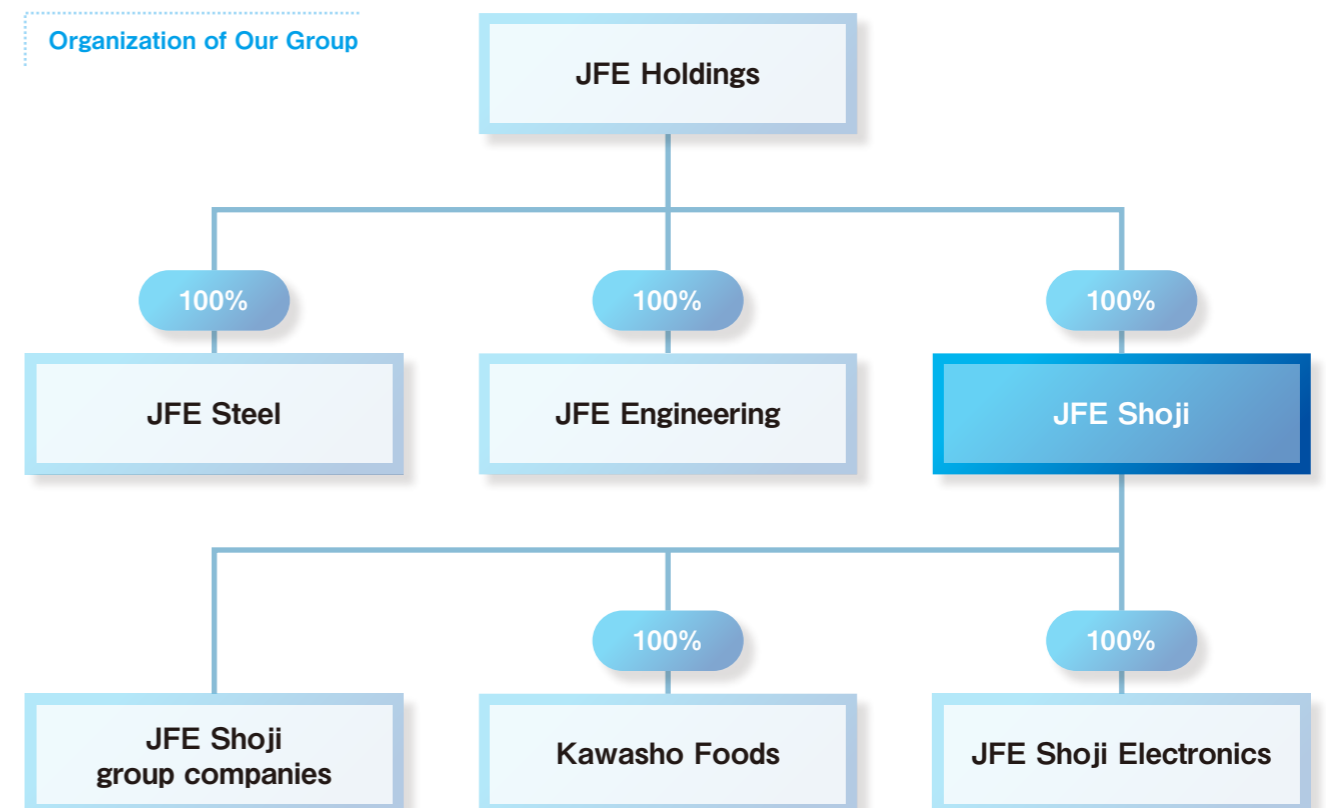 Organization of Our Group
JFE Holdings
100%
100%
100%
JFE Steel
JFE Engineering
JFE Shoji
100%
100%
JFE Shoji
group companies
Kawasho Foods
JFE Shoji Electronics